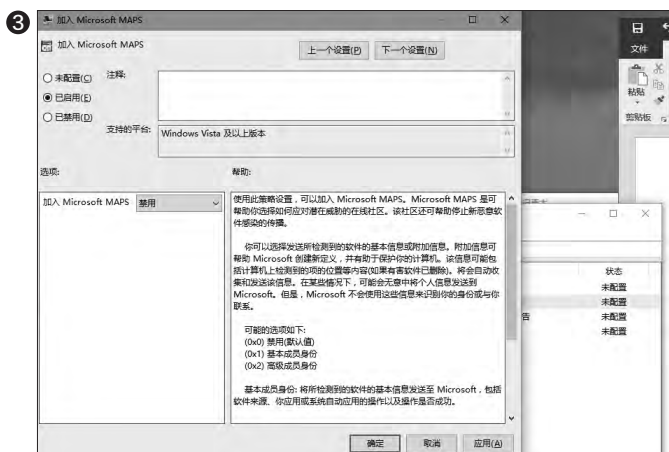 3
加入 Microsoft MAPS
加入 Microsoft MAPS
上一个设置(P) 下一个设置(N)
未配置(C) 注释:
已启用(E)
已禁用(D)
支持的平台: Windows Vista 及以上版本
选项: 帮助:
加入 Microsoft MAPS 禁用
使用此策略设置，可以加入 Microsoft MAPS。Microsoft MAPS 是可
帮助你选择如何应对潜在威胁的在线社区。该社区还可帮助停止新恶意软
件感染的传播。
你可以选择发送所检测到的软件的基本信息或附加信息。附加信息可
帮助 Microsoft 创建新定义，并有助于保护你的计算机。该信息可能包
括计算机上检测到的项的位置等内容(如果有害软件已删除)。将会自动收
集和发送该信息。在某些情况下，可能会无意中将个人信息发送到
Microsoft。但是，Microsoft 不会使用这些信息来识别你的身份或与你
联系。
可能的选项如下:
(0x0) 禁用(默认值)
(0x1) 基本成员身份
(0x2) 高级成员身份
基本成员身份: 将所检测到的软件的基本信息发送至 Microsoft，包括
软件来源、你应用或系统自动应用的操作以及操作是否成功。
确定 取消 应用(A)
文件
粘贴
剪贴板
状态
未配置
未配置
告 未配置
未配置